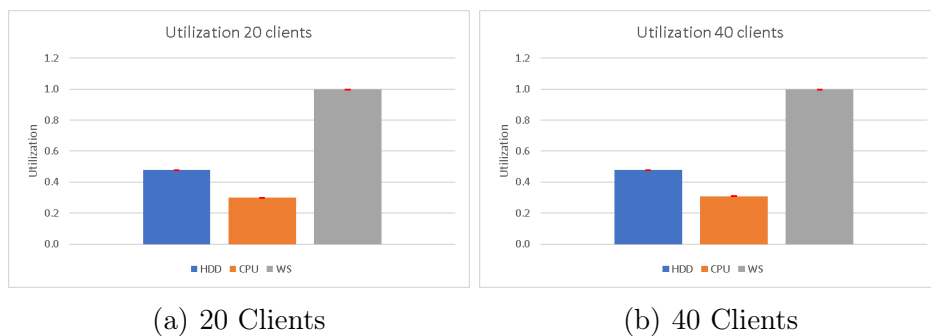 Utilization 20 clients
1.2
1.0
0.8
0.6
0.4
0.2
0.0
Utilization
HDD CPU WS
(a) 20 Clients
Utilization 40 clients
1.2
1.0
0.8
0.6
0.4
0.2
0.0
Utilization
HDD CPU WS
(b) 40 Clients